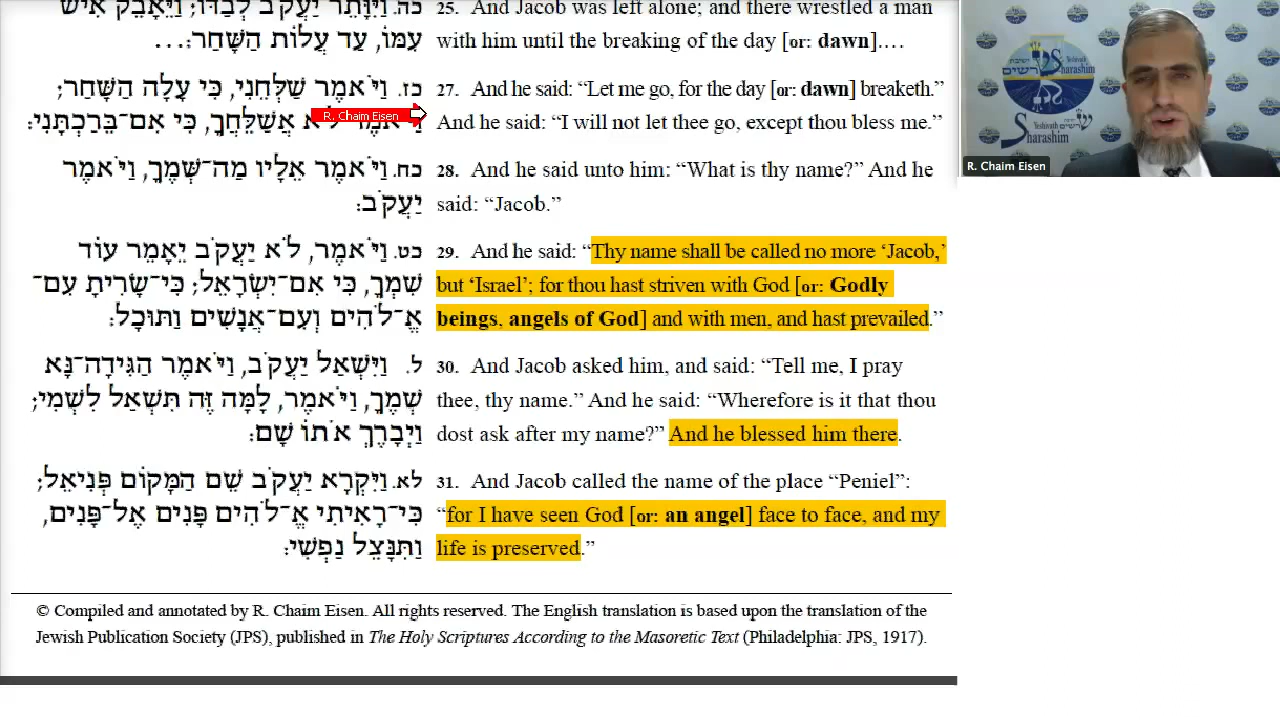 כה. וַיִּוָּתֵר יַעֲקֹב לְבַדּוֹ; וַיֵּאָבֵק אִישׁ
עִמּוֹ, עַד עֲלוֹת הַשָּׁחַר:…
כז. וַיֹּאמֶר שַׁלְּחֵנִי, כִּי עָלָה הַשָּׁחַר;
אֲשַׁלֵּחֲךָ, כִּי אִם־בֵּרַכְתָּנִי:
כח. וַיֹּאמֶר אֵלָיו מַה־שְּׁמֶךָ, וַיֹּאמֶר
יַעֲקֹב:
כט. וַיֹּאמֶר, לֹא יַעֲקֹב יֵאָמֵר עוֹד
שִׁמְךָ, כִּי אִם־יִשְׂרָאֵל; כִּי־שָׂרִיתָ עִם־
אֱ־לֹהִים וְעִם־אֲנָשִׁים וַתּוּכָל:
ל. וַיִּשְׁאַל יַעֲקֹב, וַיֹּאמֶר הַגִּידָה־נָּא
שְׁמֶךָ, וַיֹּאמֶר, לָמָּה זֶּה תִּשְׁאַל לִשְׁמִי;
וַיְבָרֶךְ אֹתוֹ שָׁם:
לא. וַיִּקְרָא יַעֲקֹב שֵׁם הַמָּקוֹם פְּנִיאֵל;
כִּי־רָאִיתִי אֱ־לֹהִים פָּנִים אֶל־פָּנִים,
וַתִּנָּצֵל נַפְשִׁי:
25. And Jacob was left alone; and there wrestled a man
with him until the breaking of the day [or: dawn]….
27. And he said: “Let me go, for the day [or: dawn] breaketh.”
And he said: “I will not let thee go, except thou bless me.”
28. And he said unto him: “What is thy name?” And he
said: “Jacob.”
29. And he said: “Thy name shall be called no more ‘Jacob,’
but ‘Israel’; for thou hast striven with God [or: Godly
beings, angels of God] and with men, and hast prevailed.”
30. And Jacob asked him, and said: “Tell me, I pray
thee, thy name.” And he said: “Wherefore is it that thou
dost ask after my name?” And he blessed him there.
31. And Jacob called the name of the place “Peniel”:
“for I have seen God [or: an angel] face to face, and my
life is preserved.”
© Compiled and annotated by R. Chaim Eisen. All rights reserved. The English translation is based upon the translation of the
Jewish Publication Society (JPS), published in The Holy Scriptures According to the Masoretic Text (Philadelphia: JPS, 1917).
R. Chaim Eisen
Yeshivath
Sharashim
שרשים
R. Chaim Eisen